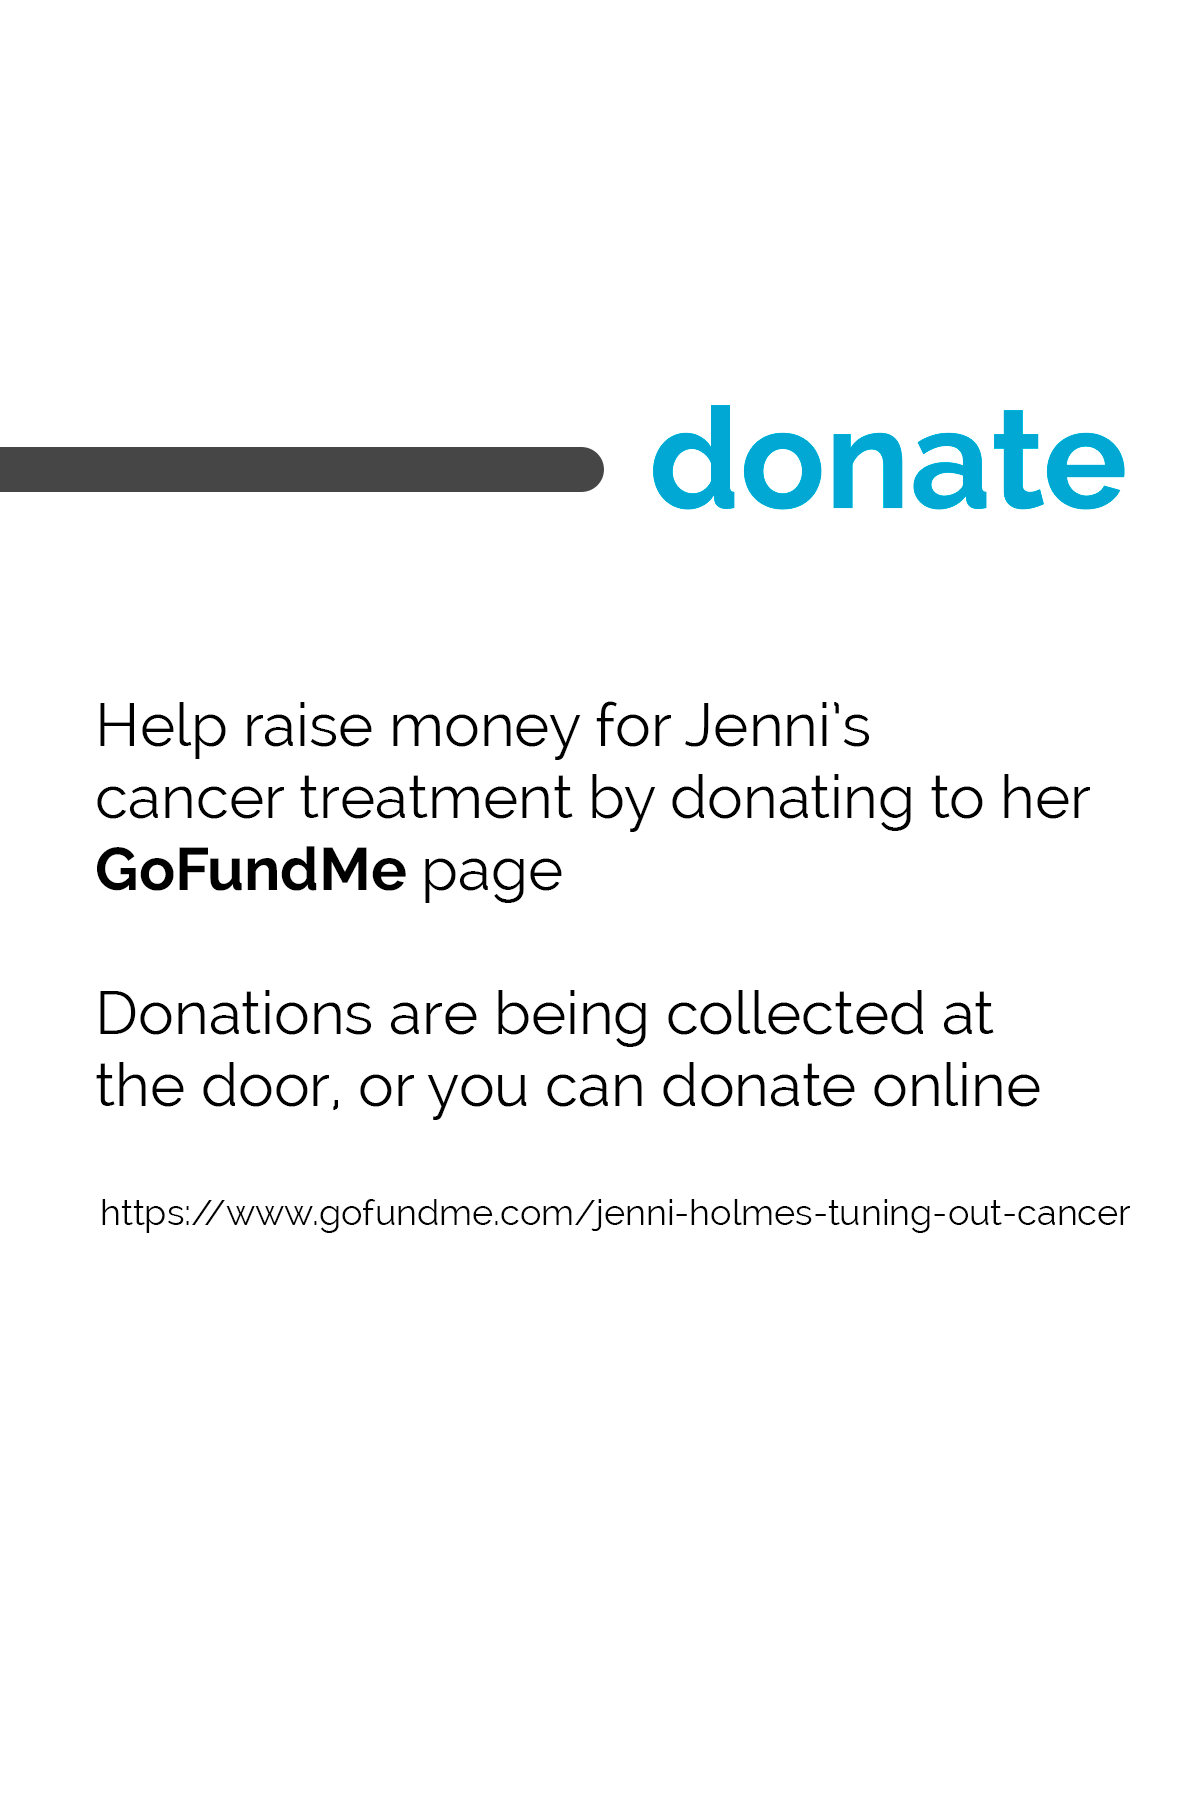 donate
Help raise money for Jenni's
cancer treatment by donating to her
GoFundMe page
Donations are being collected at
the door, or you can donate online
https://www.gofundme.com/jenni-holmes-tuning-out-cancer